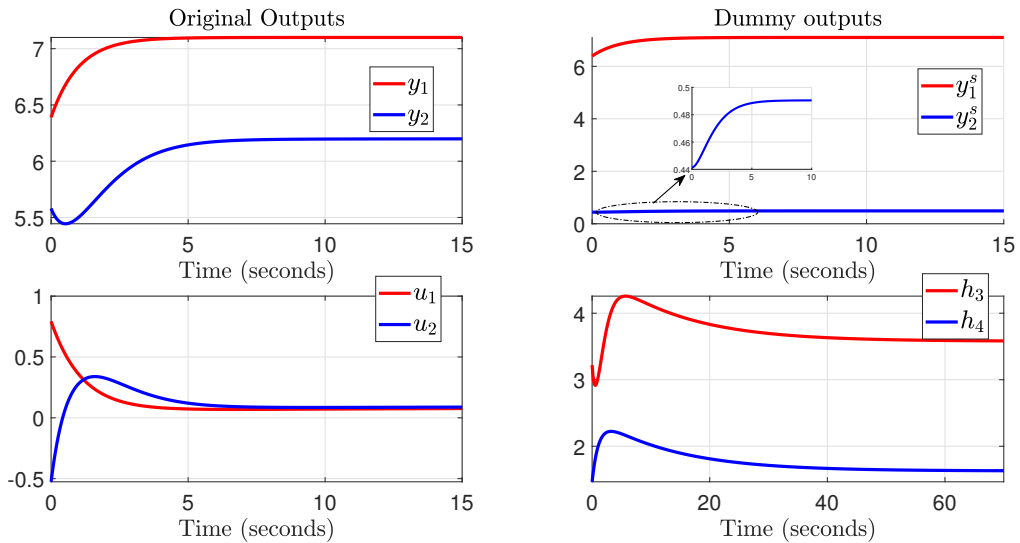 Original Outputs
7
6.5
6
5.5
0 5 10 15
Time (seconds)
y₁
y₂
Dummy outputs
6
4
2
0
0 5 10 15
Time (seconds)
y₁ˢ
y₂ˢ
0.5
0.48
0.46
0.44
0 5 10
1
0.5
0
-0.5
0 5 10 15
Time (seconds)
u₁
u₂
4
3
2
0 20 40 60
Time (seconds)
h₃
h₄